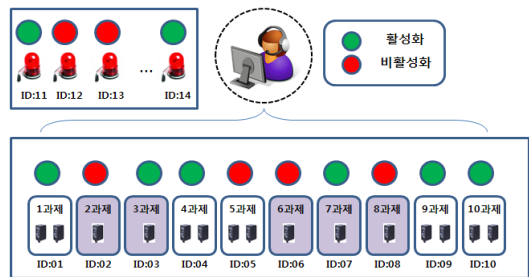 활성화
비활성화
ID:11 ID:12 ID:13 ... ID:14
1과제 2과제 3과제 4과제 5과제 6과제 7과제 8과제 9과제 10과제
ID:01 ID:02 ID:03 ID:04 ID:05 ID:06 ID:07 ID:08 ID:09 ID:10